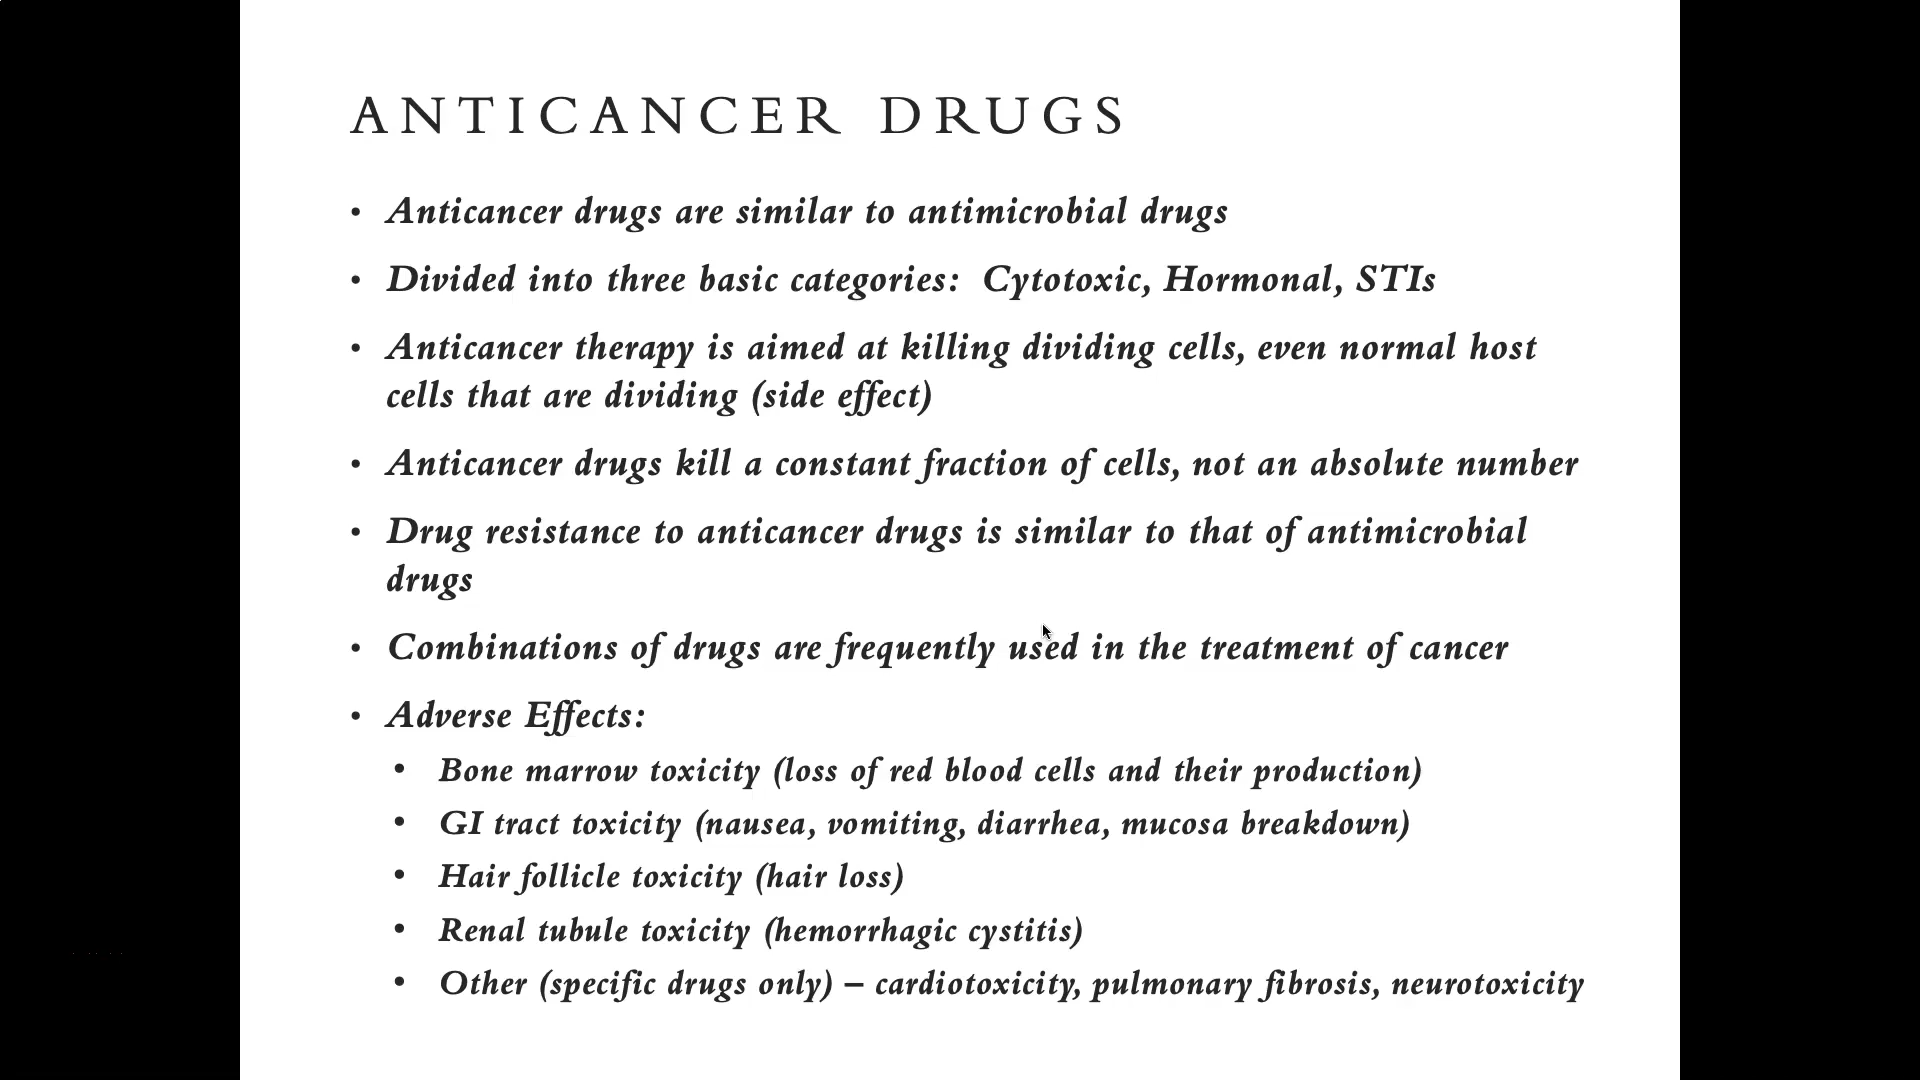 ANTICANCER DRUGS
• Anticancer drugs are similar to antimicrobial drugs
• Divided into three basic categories: Cytotoxic, Hormonal, STIs
• Anticancer therapy is aimed at killing dividing cells, even normal host
cells that are dividing (side effect)
• Anticancer drugs kill a constant fraction of cells, not an absolute number
• Drug resistance to anticancer drugs is similar to that of antimicrobial
drugs
• Combinations of drugs are frequently used in the treatment of cancer
• Adverse Effects:
• Bone marrow toxicity (loss of red blood cells and their production)
• GI tract toxicity (nausea, vomiting, diarrhea, mucosa breakdown)
• Hair follicle toxicity (hair loss)
• Renal tubule toxicity (hemorrhagic cystitis)
• Other (specific drugs only) – cardiotoxicity, pulmonary fibrosis, neurotoxicity